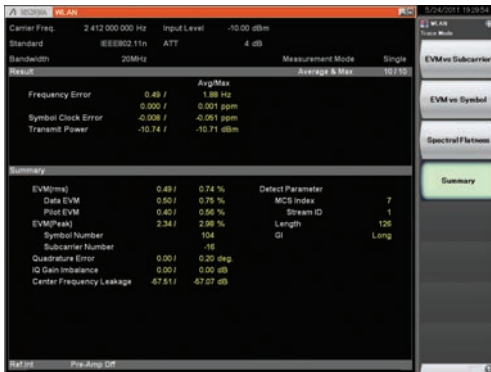 MS269xA WLAN 5/24/2011 19:29:54
Carrier Freq. 2 412 000 000 Hz Input Level -10.00 dBm
Standard IEEE802.11n ATT 4 dB
Bandwidth 20MHz Measurement Mode Single
Result Average & Max 10 / 10
Avg/Max
Frequency Error 0.49 / 1.88 Hz
0.000 / 0.001 ppm
Symbol Clock Error -0.008 / -0.051 ppm
Transmit Power -10.74 / -10.71 dBm
Summary
EVM(rms) 0.49 / 0.74 % Detect Parameter
Data EVM 0.50 / 0.75 % MCS Index 7
Pilot EVM 0.40 / 0.56 % Stream ID 1
EVM(Peak) 2.34 / 2.98 % Length 126
Symbol Number 104 GI Long
Subcarrier Number -16
Quadrature Error 0.00 / 0.20 deg.
IQ Gain Imbalance 0.00 / 0.00 dB
Center Frequency Leakage -67.51 / -67.07 dB
Ref.Int Pre-Amp Off
WLAN
Trace Mode
EVM vs Subcarrier
EVM vs Symbol
Spectral Flatness
Summary